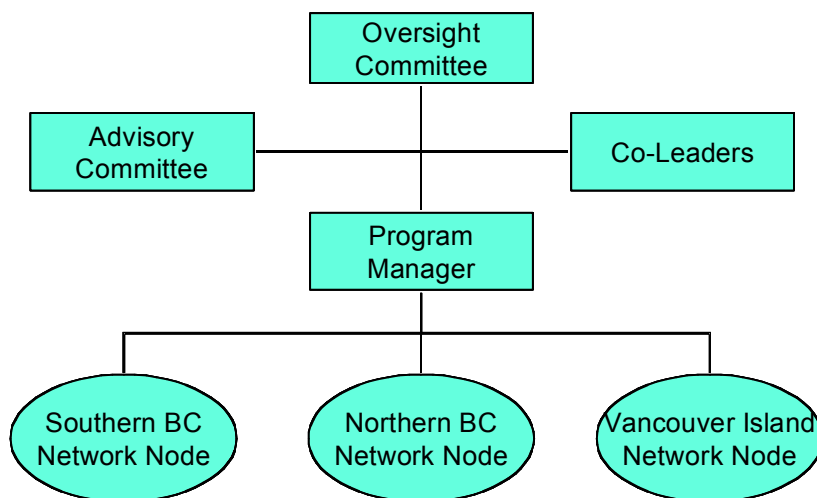 Oversight
Committee
Advisory
Committee
Co-Leaders
Program
Manager
Southern BC
Network Node
Northern BC
Network Node
Vancouver Island
Network Node